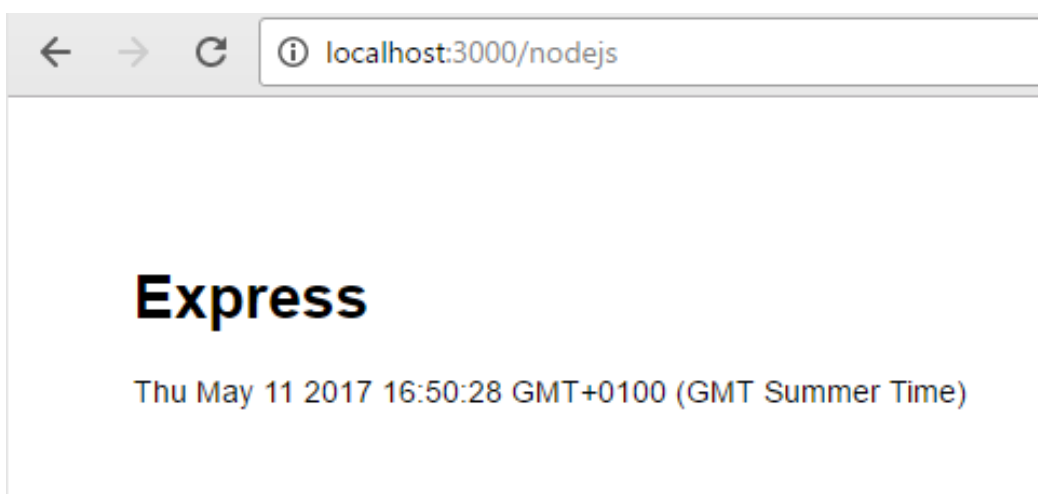 localhost:3000/nodejs
Express
Thu May 11 2017 16:50:28 GMT+0100 (GMT Summer Time)